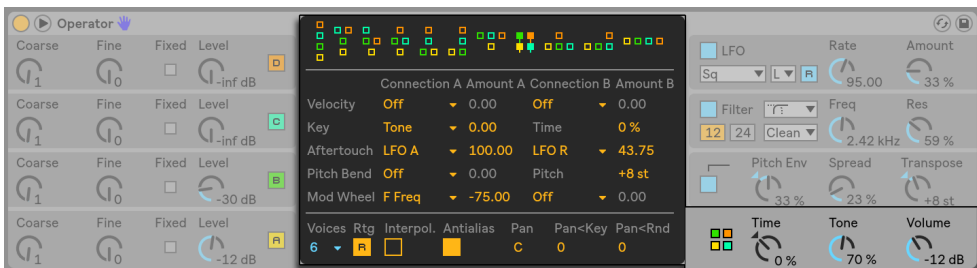 Operator
Coarse Fine Fixed Level
1 0 -inf dB D
Coarse Fine Fixed Level
1 0 -inf dB C
Coarse Fine Fixed Level
1 0 -30 dB B
Coarse Fine Fixed Level
1 0 -12 dB A
Connection A Amount A Connection B Amount B
Velocity Off 0.00 Off 0.00
Key Tone 0.00 Time 0 %
Aftertouch LFO A 100.00 LFO R 43.75
Pitch Bend Off 0.00 Pitch +8 st
Mod Wheel F Freq -75.00 Off 0.00
Voices Rtg Interpol. Antialias Pan Pan<Key Pan<Rnd
6 R C 0 0
LFO Rate Amount
Sq L R 95.00 33 %
Filter Freq Res
12 24 Clean 2.42 kHz 59 %
Pitch Env Spread Transpose
33 % 23 % +8 st
Time Tone Volume
0 % 70 % -12 dB